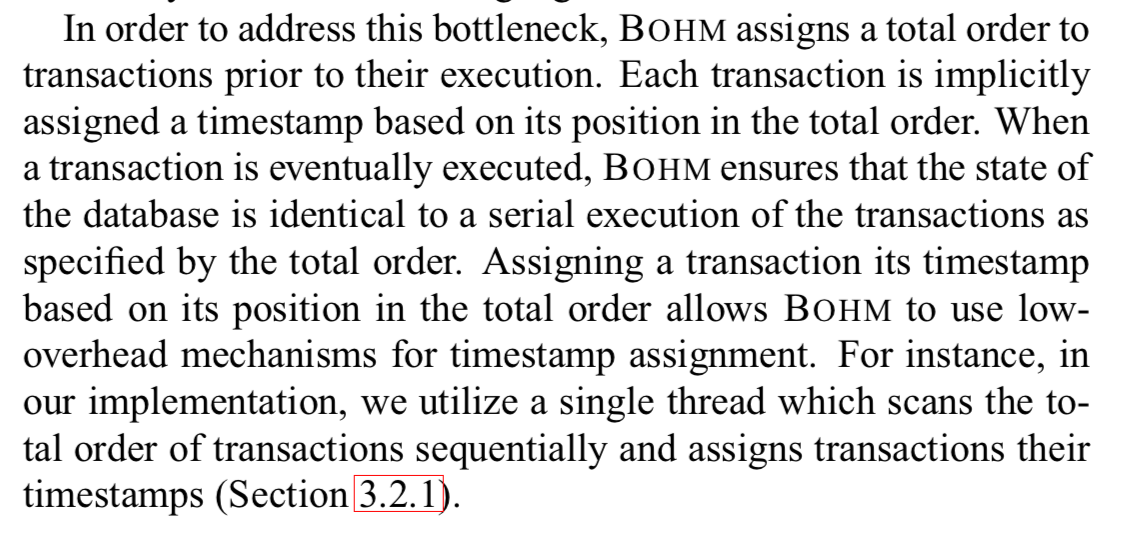 In order to address this bottleneck, BOHM assigns a total order to
transactions prior to their execution. Each transaction is implicitly
assigned a timestamp based on its position in the total order. When
a transaction is eventually executed, BOHM ensures that the state of
the database is identical to a serial execution of the transactions as
specified by the total order. Assigning a transaction its timestamp
based on its position in the total order allows BOHM to use low-
overhead mechanisms for timestamp assignment. For instance, in
our implementation, we utilize a single thread which scans the to-
tal order of transactions sequentially and assigns transactions their
timestamps (Section 3.2.1).